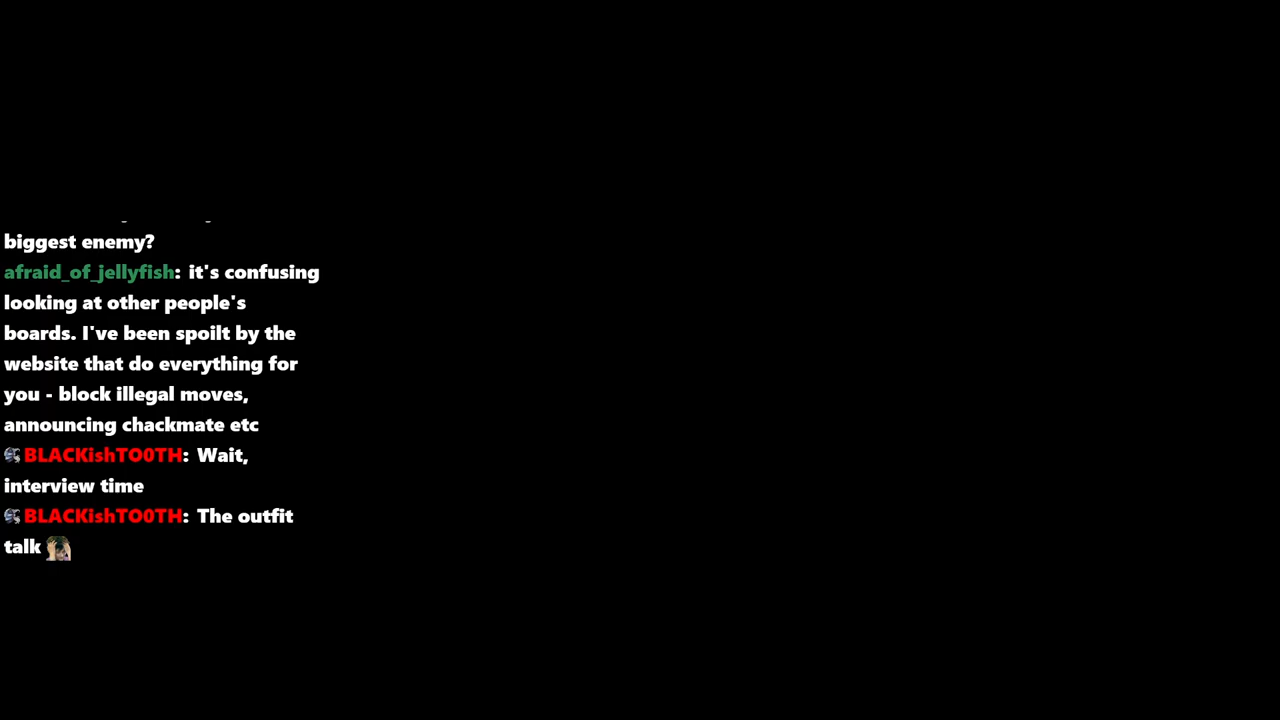 biggest enemy?
afraid_of_jellyfish: it's confusing
looking at other people's
boards. I've been spoilt by the
website that do everything for
you - block illegal moves,
announcing chackmate etc
BLACKishTO0TH: Wait,
interview time
BLACKishTO0TH: The outfit
talk